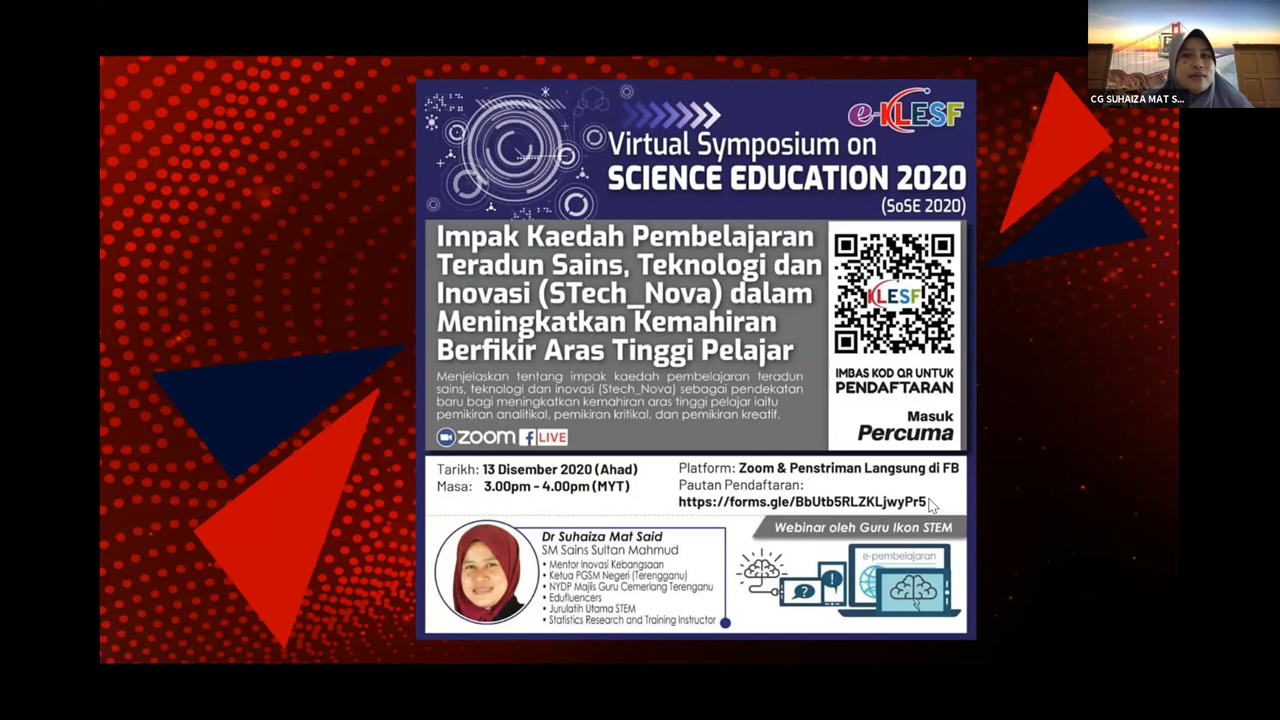 CG SUHAIZA MAT S...
e-KLESF
Virtual Symposium on
SCIENCE EDUCATION 2020
(SoSE 2020)
Impak Kaedah Pembelajaran
Teradun Sains, Teknologi dan
Inovasi (STech_Nova) dalam
Meningkatkan Kemahiran
Berfikir Aras Tinggi Pelajar
Menjelaskan tentang impak kaedah pembelajaran teradun
sains, teknologi dan inovasi (Stech_Nova) sebagai pendekatan
baru bagi meningkatkan kemahiran aras tinggi pelajar iaitu
pemikiran analitikal, pemikiran kritikal, dan pemikiran kreatif.
zoom f LIVE
KLESF
IMBAS KOD QR UNTUK
PENDAFTARAN
Masuk
Percuma
Tarikh: 13 Disember 2020 (Ahad)
Masa: 3.00pm - 4.00pm (MYT)
Platform: Zoom & Penstriman Langsung di FB
Pautan Pendaftaran:
https://forms.gle/BbUtb5RLZKLjwyPr5
Webinar oleh Guru Ikon STEM
Dr Suhaiza Mat Said
SM Sains Sultan Mahmud
• Mentor Inovasi Kebangsaan
• Ketua PGSM Negeri (Terengganu)
• NYDP Majlis Guru Cemerlang Terenganu
• Edufluencers
• Jurulatih Utama STEM
• Statistics Research and Training Instructor
e-pembelajaran